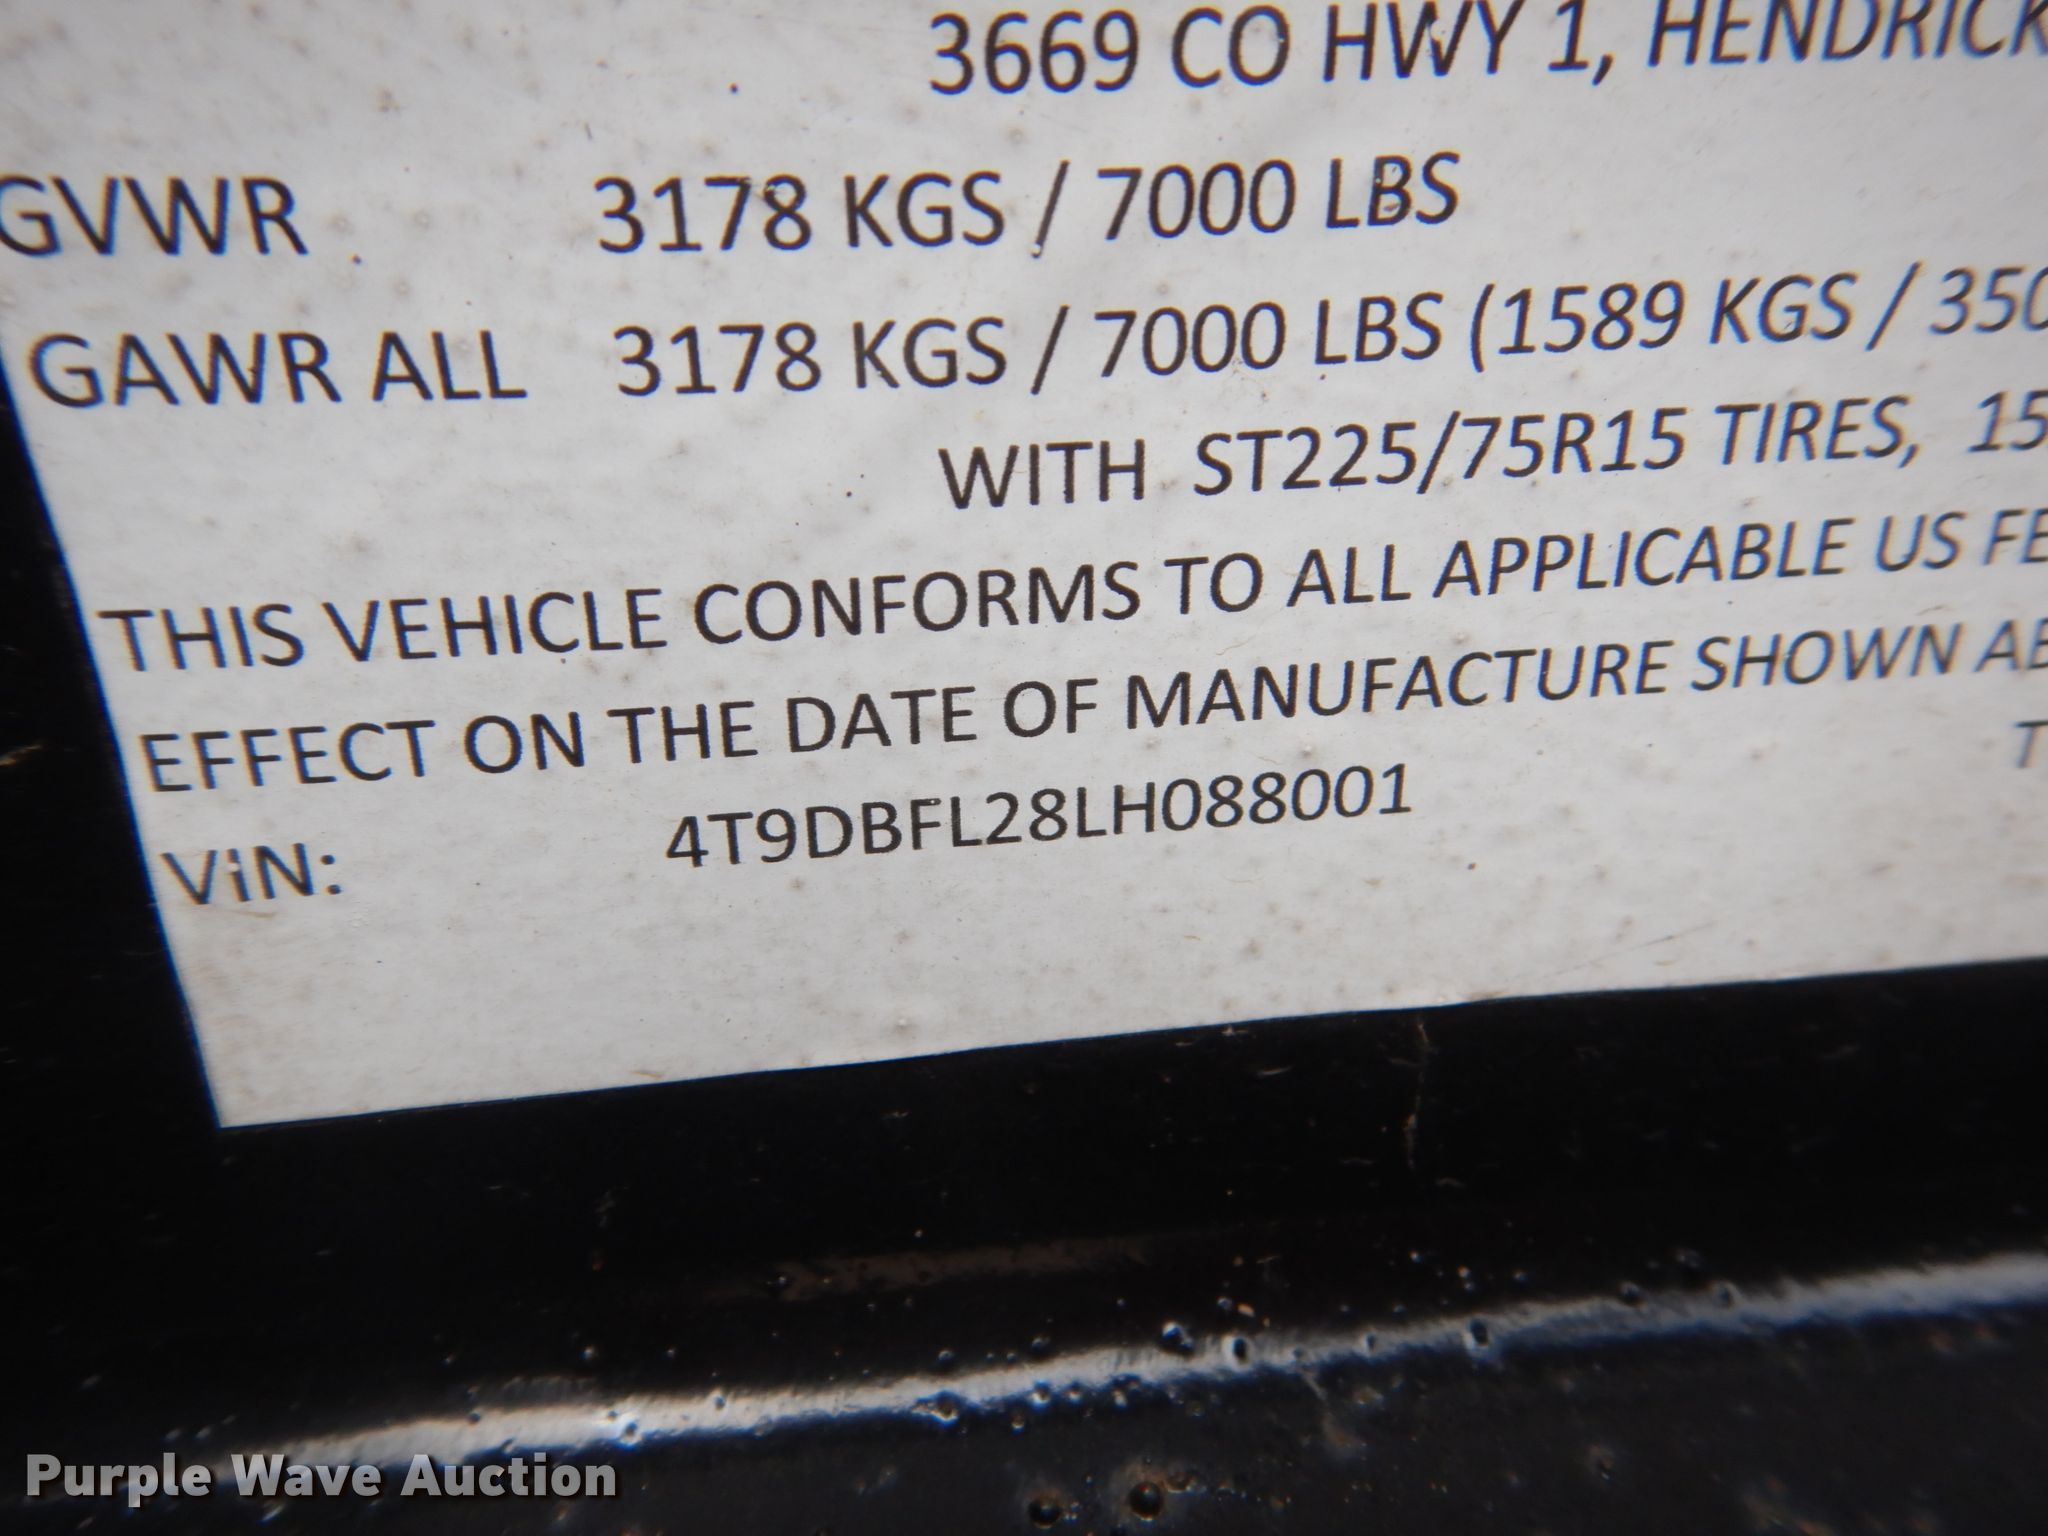 3669 CO HWY 1, HENDRICK
GVWR 3178 KGS / 7000 LBS
GAWR ALL 3178 KGS / 7000 LBS (1589 KGS / 350
WITH ST225/75R15 TIRES, 15
THIS VEHICLE CONFORMS TO ALL APPLICABLE US FE
EFFECT ON THE DATE OF MANUFACTURE SHOWN AB
T
VIN: 4T9DBFL28LH088001
Purple Wave Auction